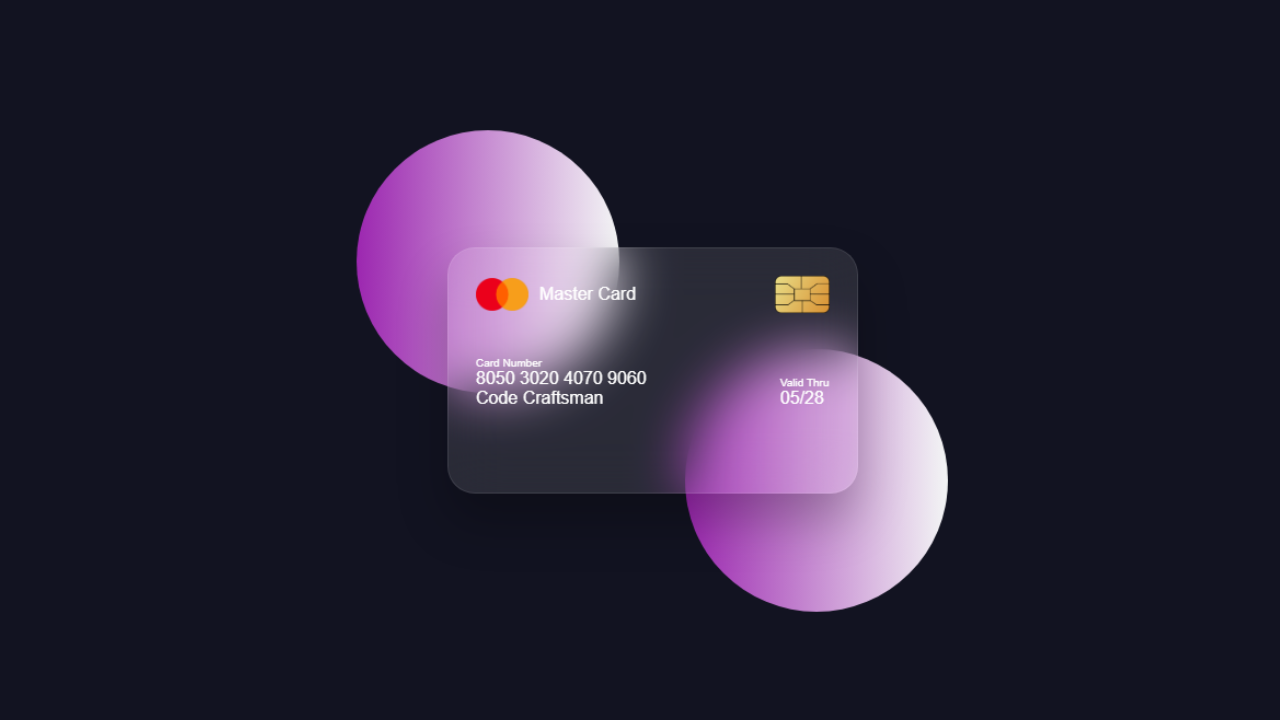 Master Card
Card Number
8050 3020 4070 9060
Code Craftsman
Valid Thru
05/28